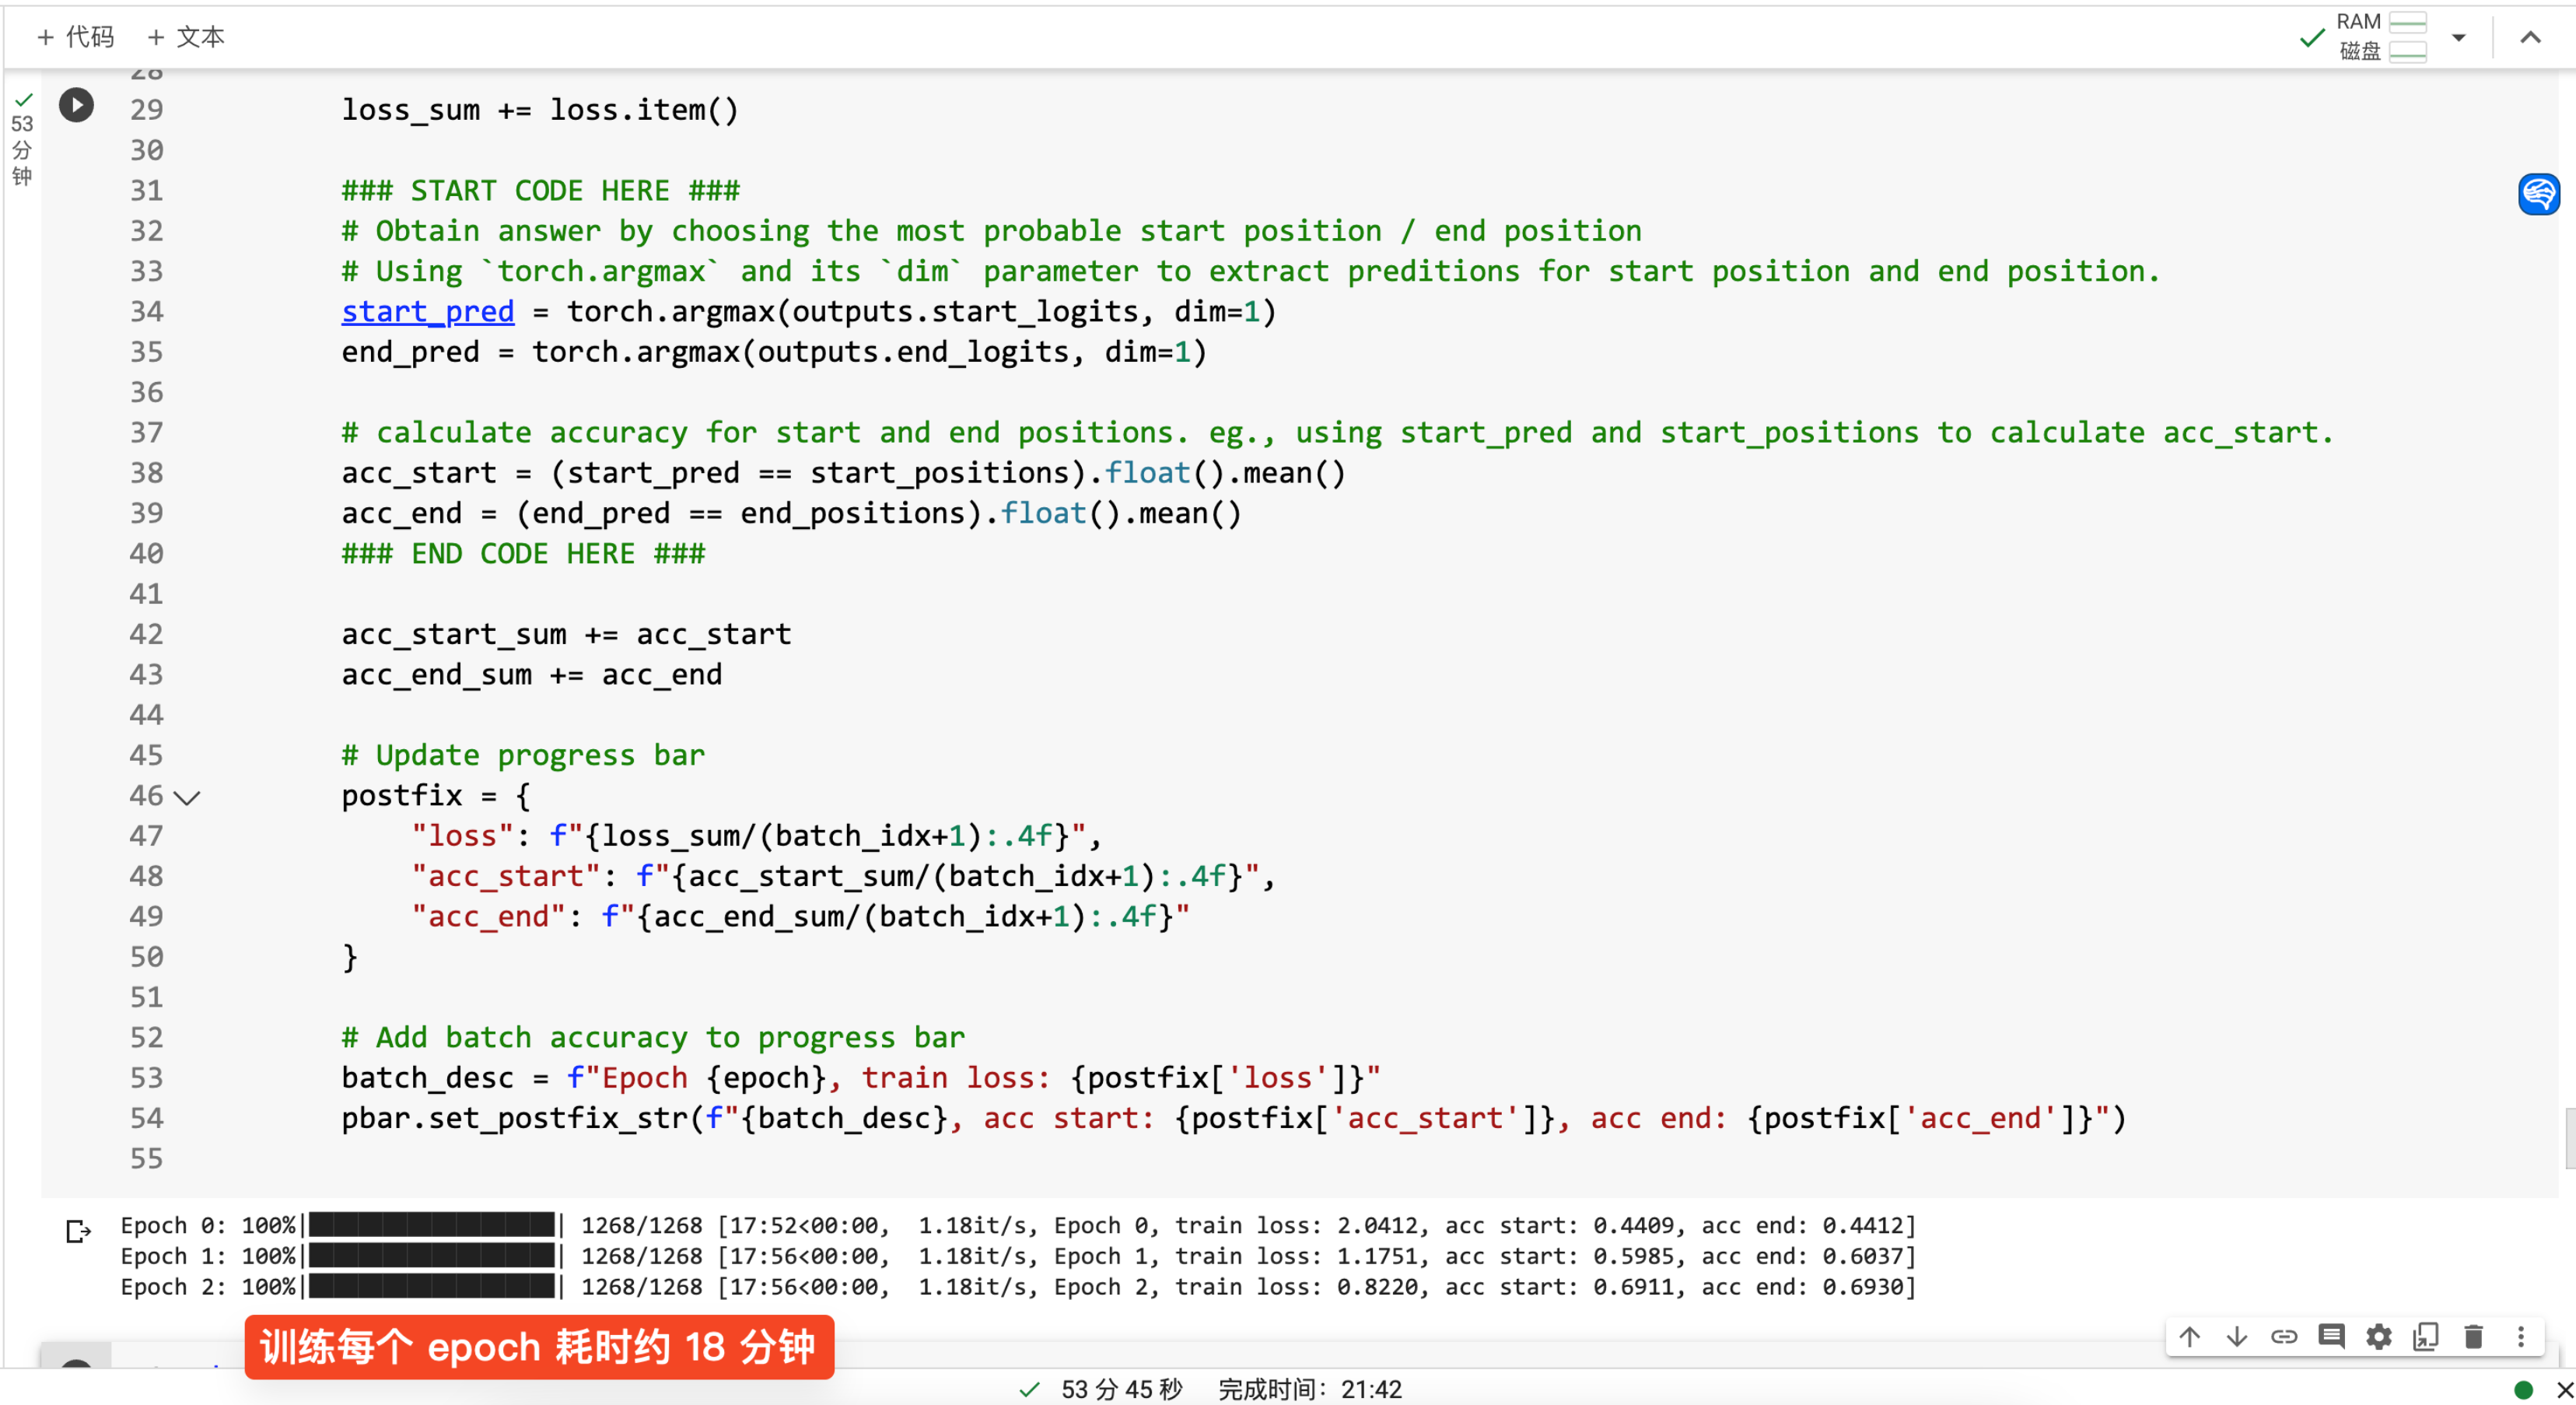 + 代码 + 文本
RAM
磁盘
53
分
钟
28
29 loss_sum += loss.item()
30
31 ### START CODE HERE ###
32 # Obtain answer by choosing the most probable start position / end position
33 # Using `torch.argmax` and its `dim` parameter to extract preditions for start position and end position.
34 start_pred = torch.argmax(outputs.start_logits, dim=1)
35 end_pred = torch.argmax(outputs.end_logits, dim=1)
36
37 # calculate accuracy for start and end positions. eg., using start_pred and start_positions to calculate acc_start.
38 acc_start = (start_pred == start_positions).float().mean()
39 acc_end = (end_pred == end_positions).float().mean()
40 ### END CODE HERE ###
41
42 acc_start_sum += acc_start
43 acc_end_sum += acc_end
44
45 # Update progress bar
46 postfix = {
47 "loss": f"{loss_sum/(batch_idx+1):.4f}",
48 "acc_start": f"{acc_start_sum/(batch_idx+1):.4f}",
49 "acc_end": f"{acc_end_sum/(batch_idx+1):.4f}"
50 }
51
52 # Add batch accuracy to progress bar
53 batch_desc = f"Epoch {epoch}, train loss: {postfix['loss']}"
54 pbar.set_postfix_str(f"{batch_desc}, acc start: {postfix['acc_start']}, acc end: {postfix['acc_end']}")
55
Epoch 0: 100%| | 1268/1268 [17:52<00:00, 1.18it/s, Epoch 0, train loss: 2.0412, acc start: 0.4409, acc end: 0.4412]
Epoch 1: 100%| | 1268/1268 [17:56<00:00, 1.18it/s, Epoch 1, train loss: 1.1751, acc start: 0.5985, acc end: 0.6037]
Epoch 2: 100%| | 1268/1268 [17:56<00:00, 1.18it/s, Epoch 2, train loss: 0.8220, acc start: 0.6911, acc end: 0.6930]
训练每个 epoch 耗时约 18 分钟
53 分 45 秒 完成时间：21:42